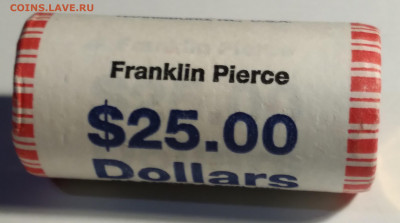 COINS.LAVE.RU
Franklin Pierce
$25.00
Dollars